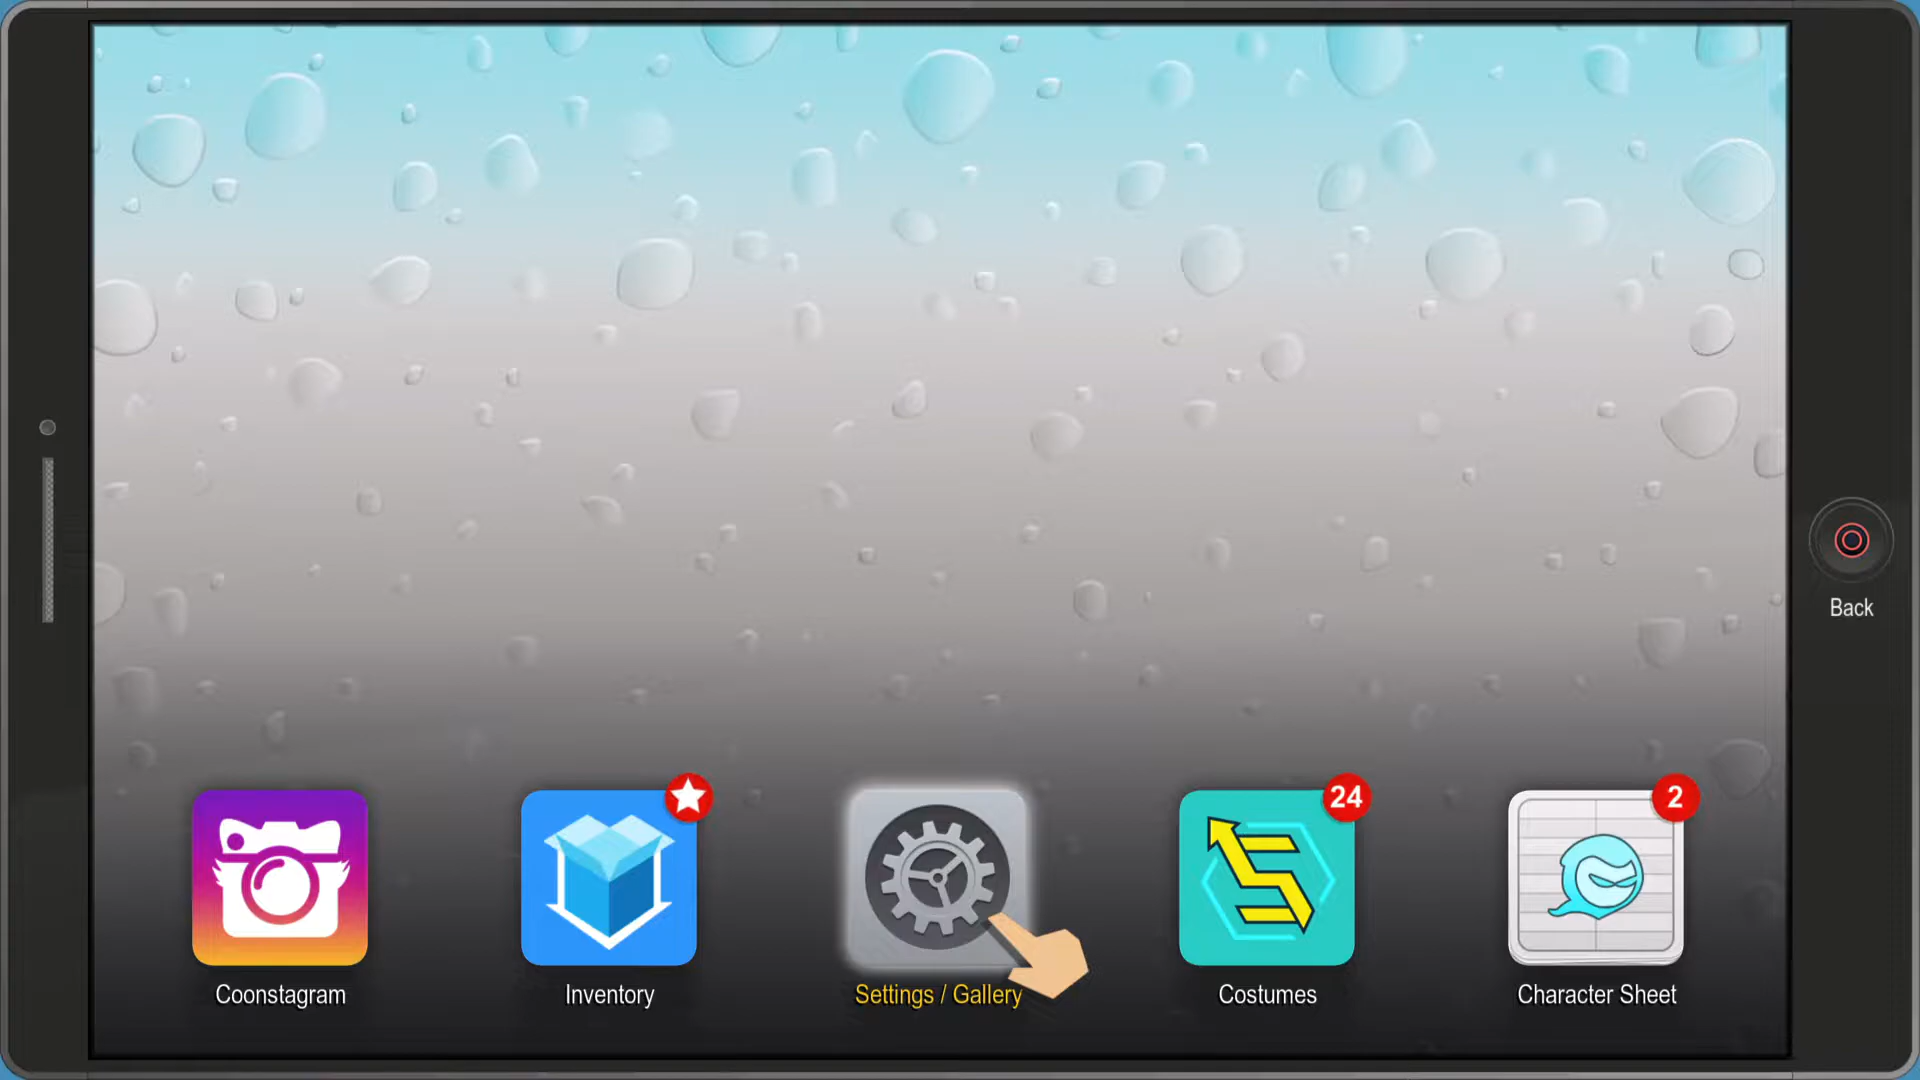 Back
24
2
Coonstagram
Inventory
Settings / Gallery
Costumes
Character Sheet